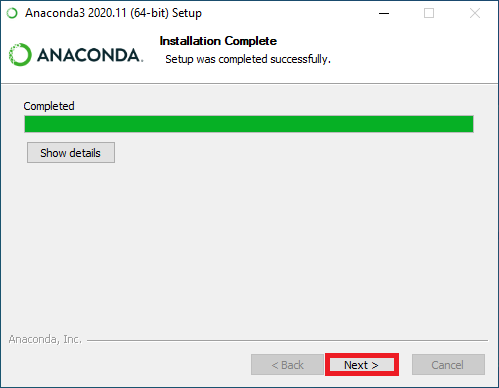 Anaconda3 2020.11 (64-bit) Setup
ANACONDA.
Installation Complete
Setup was completed successfully.
Completed
Show details
Anaconda, Inc.
< Back Next > Cancel